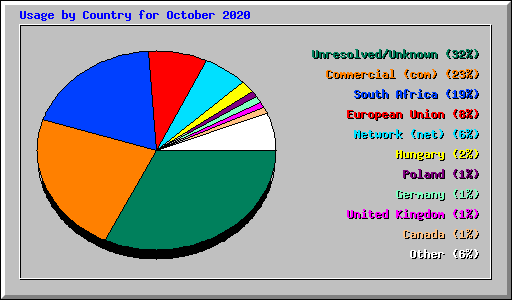 Usage by Country for October 2020
Unresolved/Unknown (32%)
Commercial (com) (23%)
South Africa (19%)
European Union (8%)
Network (net) (6%)
Hungary (2%)
Poland (1%)
Germany (1%)
United Kingdom (1%)
Canada (1%)
Other (6%)